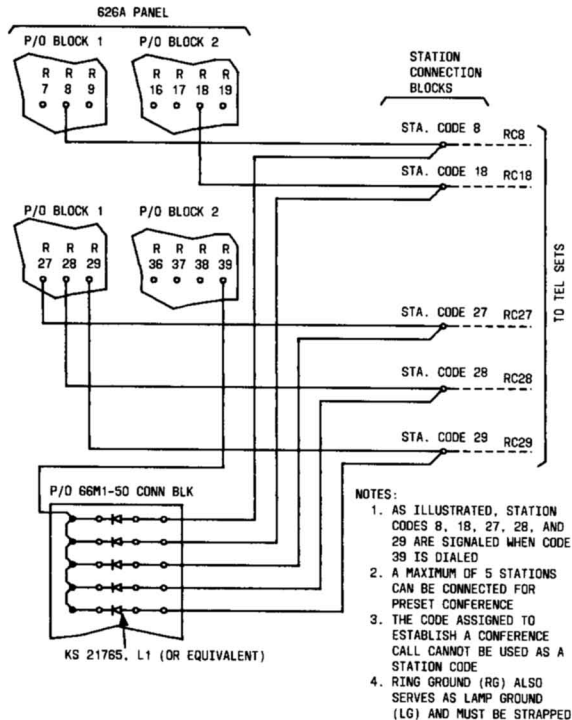 626A PANEL
P/O BLOCK 1
P/O BLOCK 2
R R R
7 8 9
R R R R
16 17 18 19
STATION
CONNECTION
BLOCKS
STA. CODE 8
RC8
STA. CODE 18
RC18
P/O BLOCK 1
P/O BLOCK 2
R R R
27 28 29
R R R R
36 37 38 39
STA. CODE 27
RC27
STA. CODE 28
RC28
STA. CODE 29
RC29
TO TEL SETS
P/O 66M1-50 CONN BLK
KS 21765, L1 (OR EQUIVALENT)
NOTES:
1. AS ILLUSTRATED, STATION
CODES 8, 18, 27, 28, AND
29 ARE SIGNALED WHEN CODE
39 IS DIALED
2. A MAXIMUM OF 5 STATIONS
CAN BE CONNECTED FOR
PRESET CONFERENCE
3. THE CODE ASSIGNED TO
ESTABLISH A CONFERENCE
CALL CANNOT BE USED AS A
STATION CODE
4. RING GROUND (RG) ALSO
SERVES AS LAMP GROUND
(LG) AND MUST BE STRAPPED